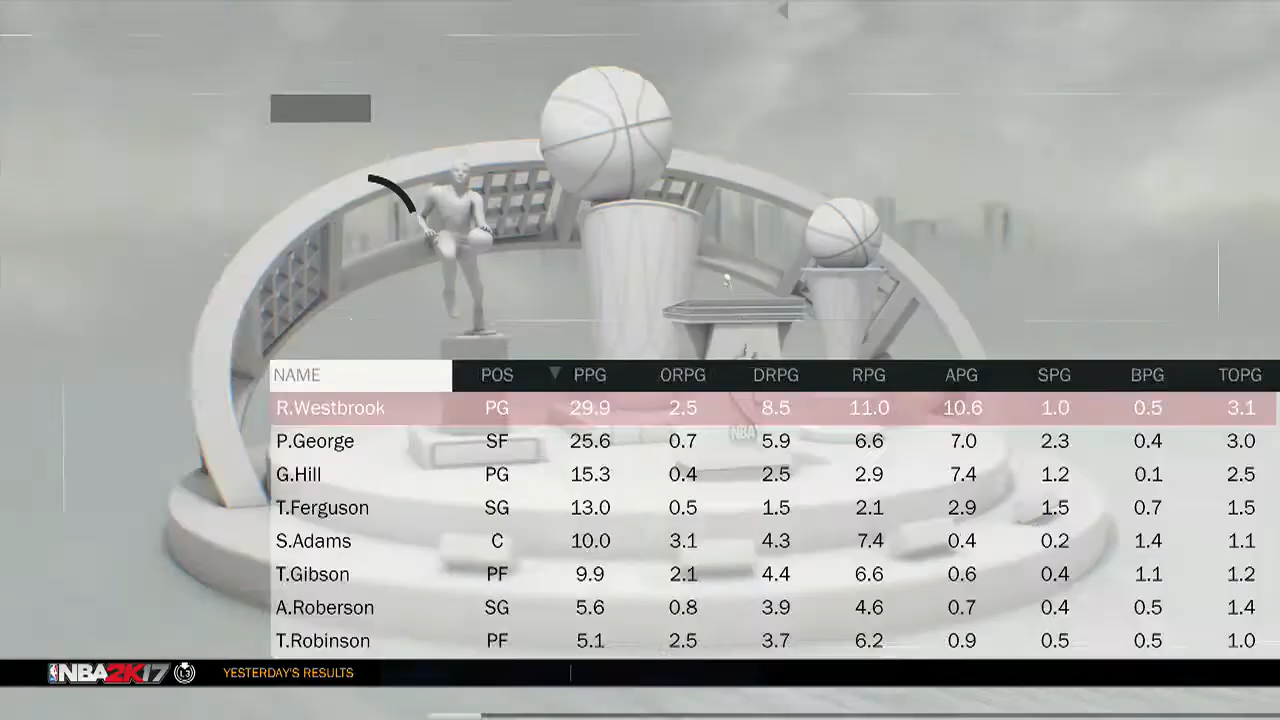 NAME POS PPG ORPG DRPG RPG APG SPG BPG TOPG
R.Westbrook PG 29.9 2.5 8.5 11.0 10.6 1.0 0.5 3.1
P.George SF 25.6 0.7 5.9 6.6 7.0 2.3 0.4 3.0
G.Hill PG 15.3 0.4 2.5 2.9 7.4 1.2 0.1 2.5
T.Ferguson SG 13.0 0.5 1.5 2.1 2.9 1.5 0.7 1.5
S.Adams C 10.0 3.1 4.3 7.4 0.4 0.2 1.4 1.1
T.Gibson PF 9.9 2.1 4.4 6.6 0.6 0.4 1.1 1.2
A.Roberson SG 5.6 0.8 3.9 4.6 0.7 0.4 0.5 1.4
T.Robinson PF 5.1 2.5 3.7 6.2 0.9 0.5 0.5 1.0
NBA
NBA2K17 L3 YESTERDAY'S RESULTS